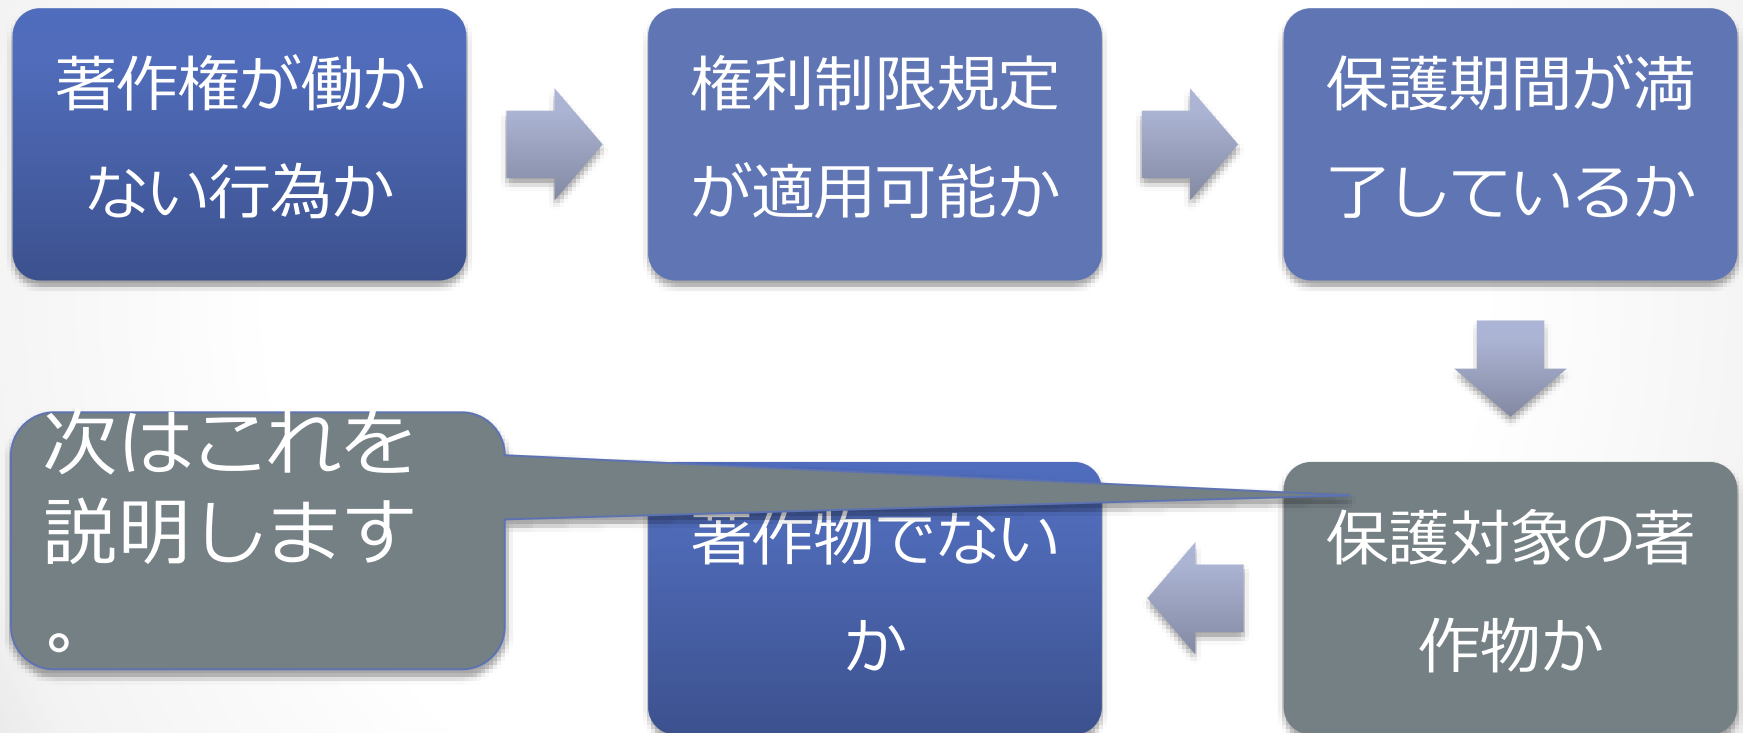 著作権が働か
ない行為か
権利制限規定
が適用可能か
保護期間が満
了しているか
保護対象の著
作物か
著作物でない
か
次はこれを
説明します
。